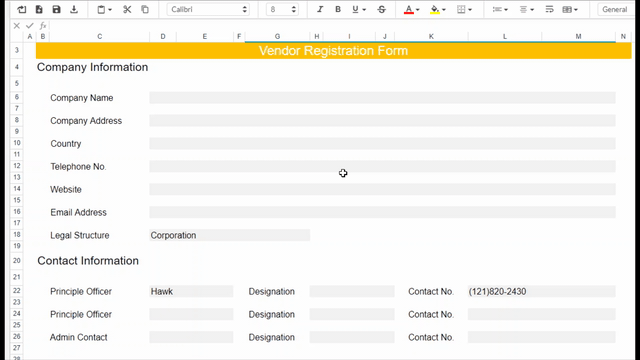 Calibri 8 B I U S A General
fx
A B C D E F G H I J K L M N
3 Vendor Registration Form
4 Company Information
5
6 Company Name
7
8 Company Address
9
10 Country
11
12 Telephone No.
13
14 Website
15
16 Email Address
17
18 Legal Structure Corporation
19
20 Contact Information
21
22 Principle Officer Hawk Designation Contact No. (121)820-2430
23
24 Principle Officer Designation Contact No.
25
26 Admin Contact Designation Contact No.
27
28